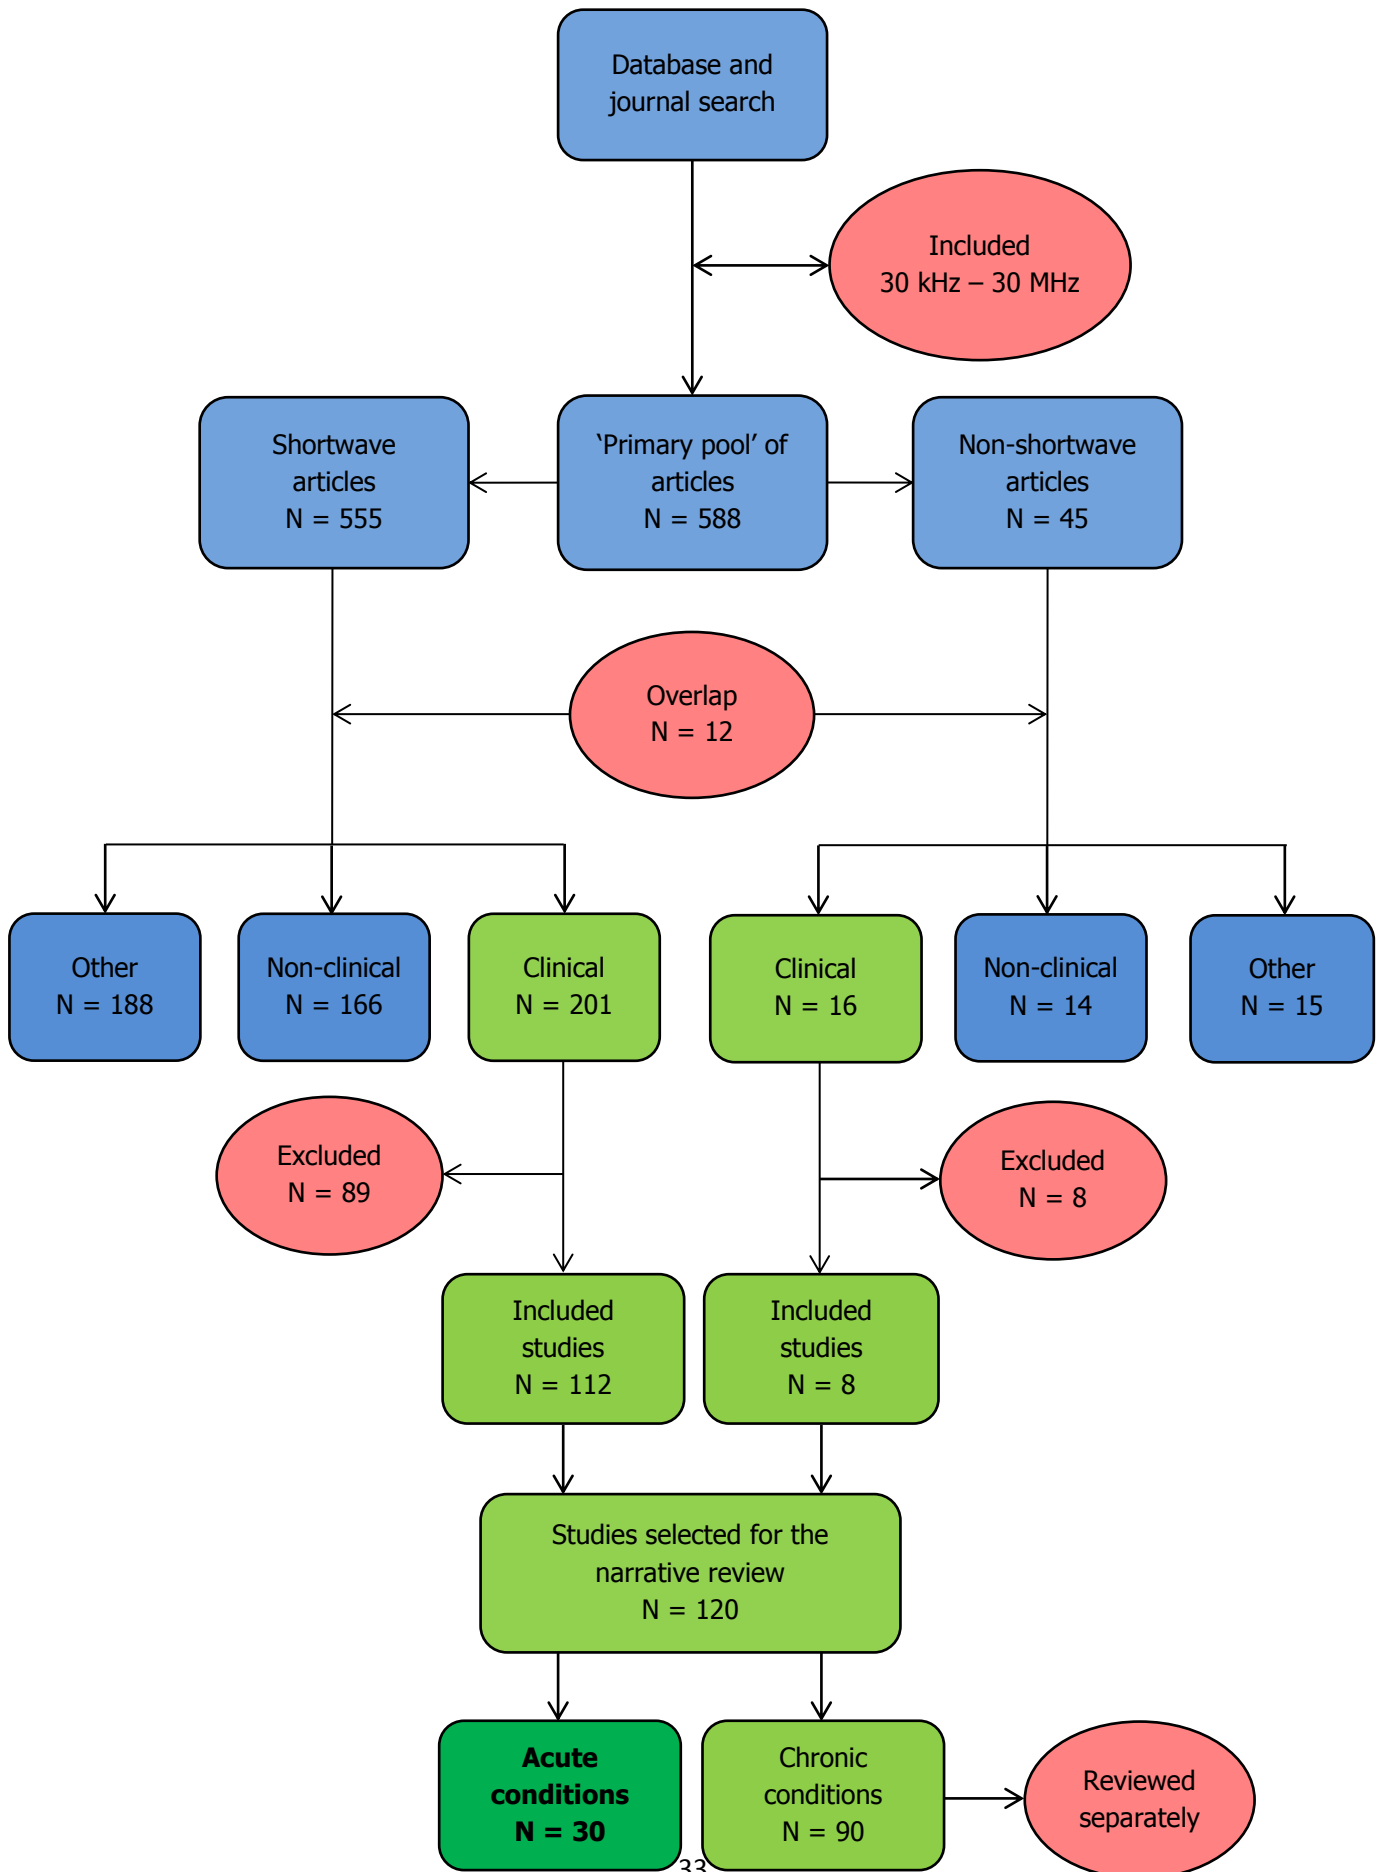 Database and
journal search
Included
30 kHz – 30 MHz
Shortwave
articles
N = 555
‘Primary pool’ of
articles
N = 588
Non-shortwave
articles
N = 45
Overlap
N = 12
Other
N = 188
Non-clinical
N = 166
Clinical
N = 201
Clinical
N = 16
Non-clinical
N = 14
Other
N = 15
Excluded
N = 89
Excluded
N = 8
Included
studies
N = 112
Included
studies
N = 8
Studies selected for the
narrative review
N = 120
Acute
conditions
N = 30
Chronic
conditions
N = 90
Reviewed
separately
33